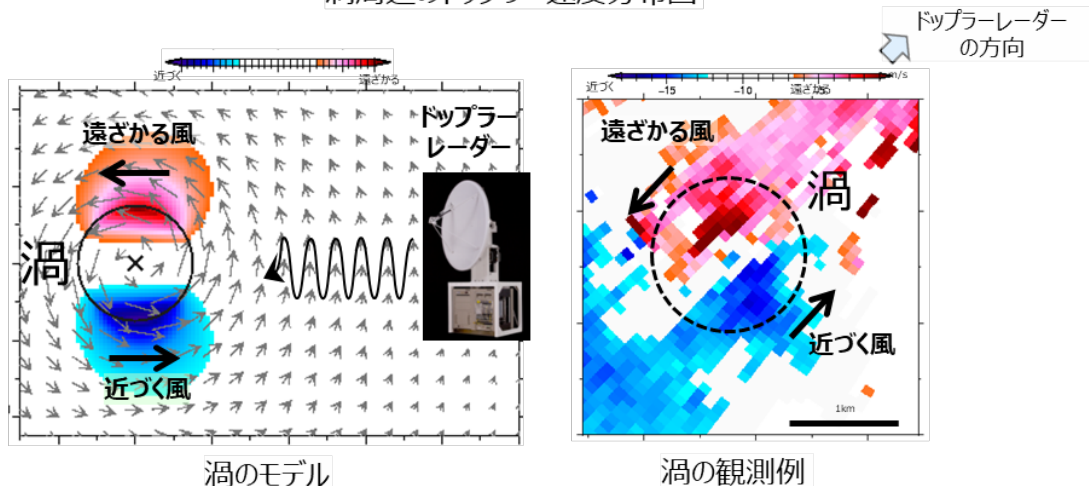 ドップラーレーダー
の方向
近づく
遠ざかる
遠ざかる風
渦
ドップラー
レーダー
近づく風
渦のモデル
近づく
-15
-10
遠ざかる
m/s
遠ざかる風
渦
近づく風
1km
渦の観測例